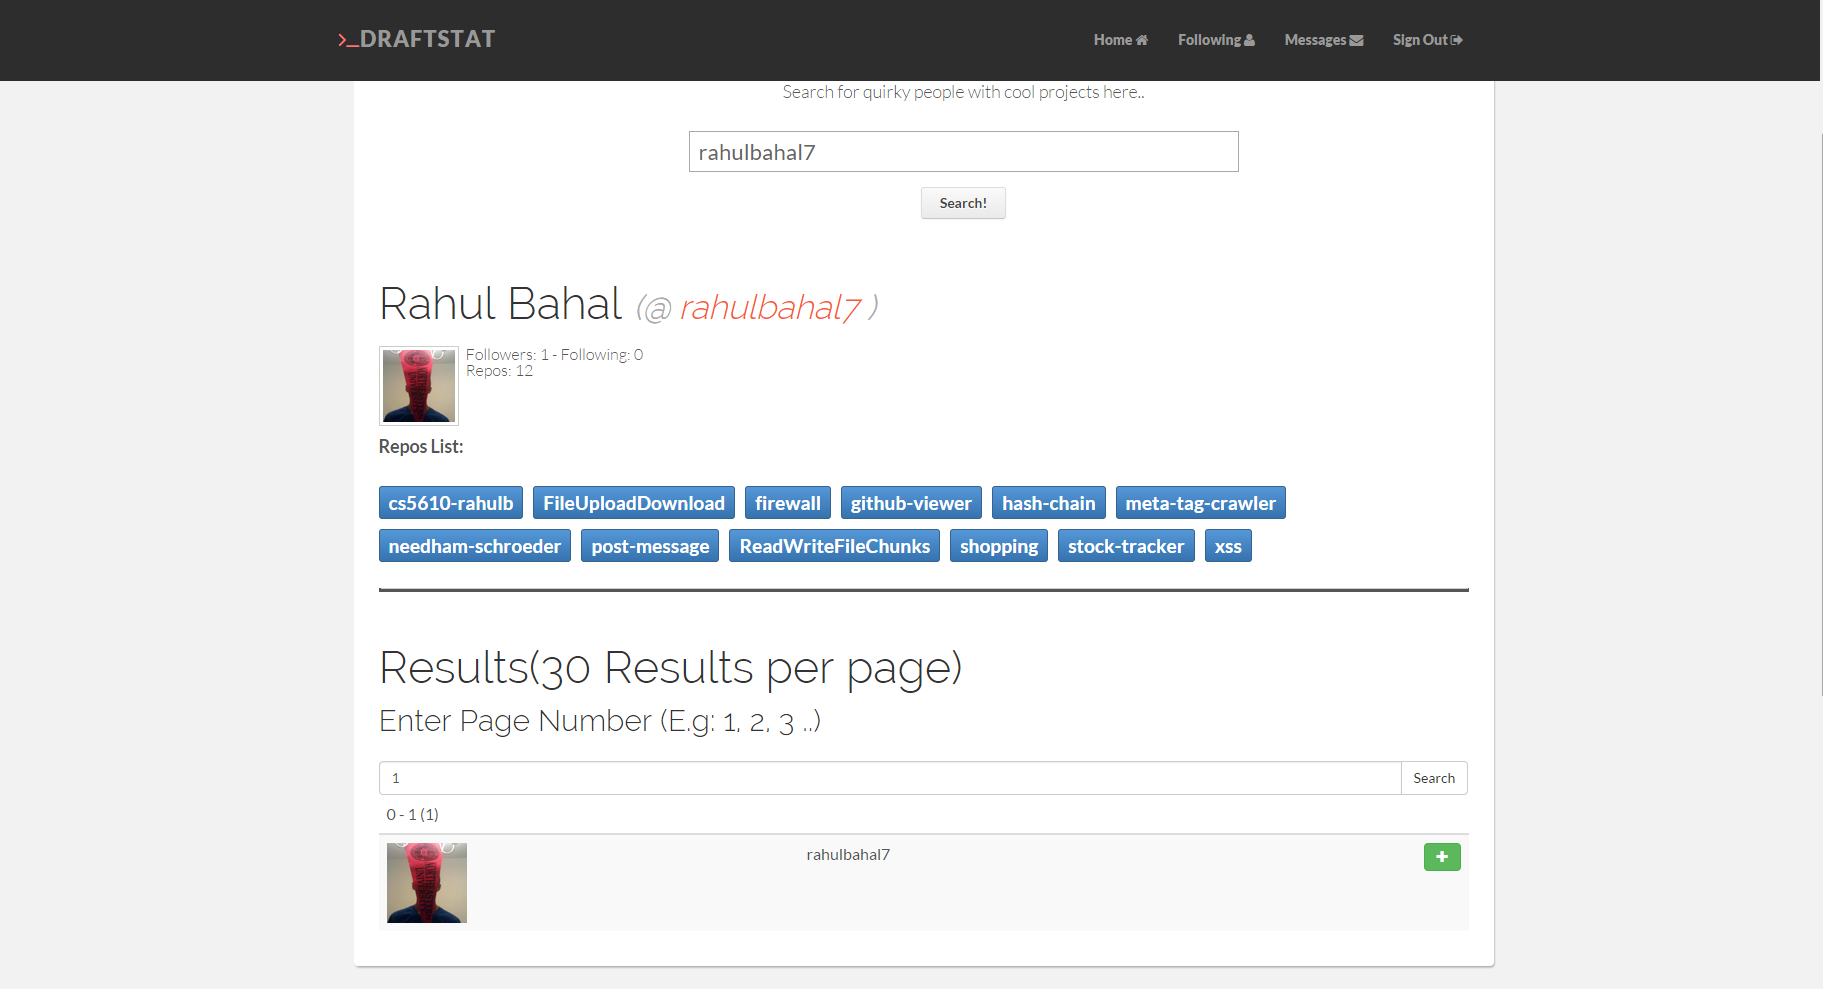 >_DRAFTSTAT
Home Following Messages Sign Out
Search for quirky people with cool projects here..
rahulbahal7
Search!
Rahul Bahal (@ rahulbahal7 )
Followers: 1 - Following: 0
Repos: 12
Repos List:
cs5610-rahulb FileUploadDownload firewall github-viewer hash-chain meta-tag-crawler
needham-schroeder post-message ReadWriteFileChunks shopping stock-tracker xss
Results(30 Results per page)
Enter Page Number (E.g: 1, 2, 3 ..)
1 Search
0 - 1 (1)
rahulbahal7